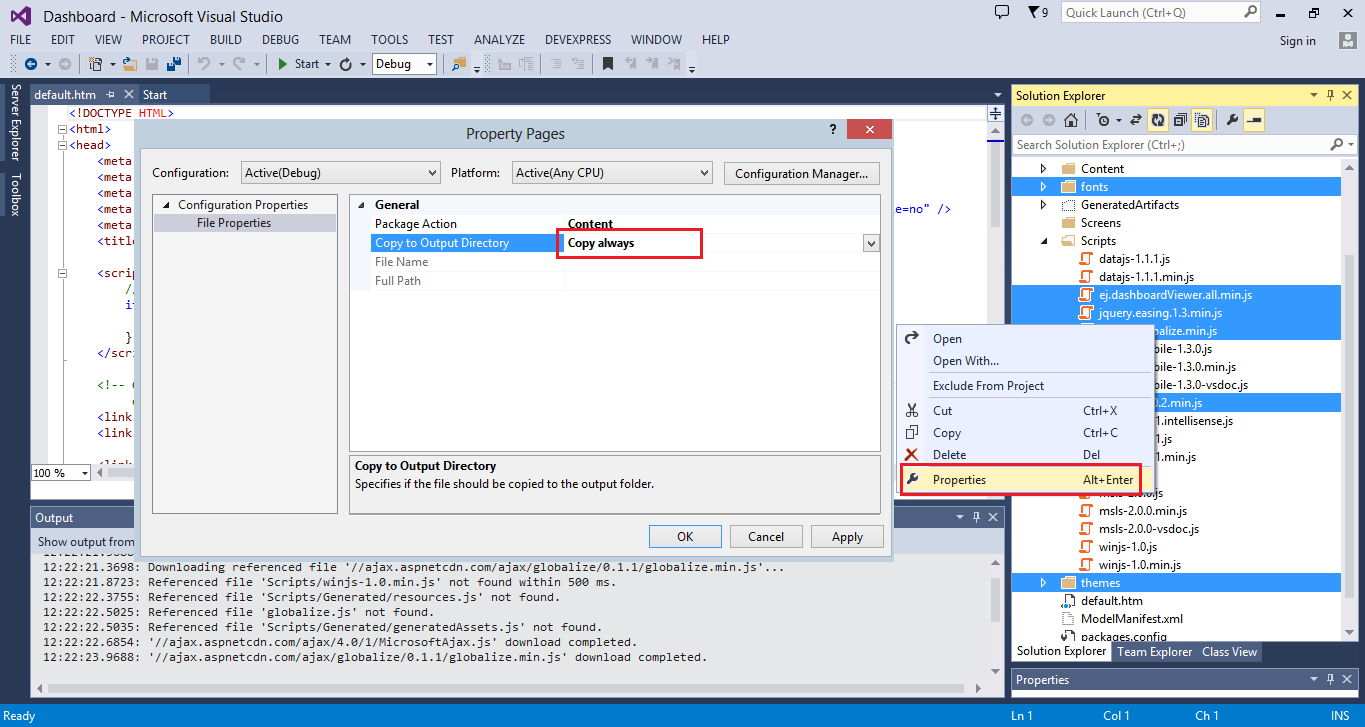 Dashboard - Microsoft Visual Studio
9
Quick Launch (Ctrl+Q)
FILE EDIT VIEW PROJECT BUILD DEBUG TEAM TOOLS TEST ANALYZE DEVEXPRESS WINDOW HELP
Sign in
Start Debug
Server Explorer
Toolbox
default.htm Start
<!DOCTYPE HTML>
<html>
<head>
<meta
<meta
<meta
<meta le=no" />
<meta
<title
<scrip
//
it
}
</scri
<!--
<link
<link
<link
100 %
Property Pages
?
Configuration: Active(Debug) Platform: Active(Any CPU) Configuration Manager...
Configuration Properties
File Properties
General
Package Action Content
Copy to Output Directory Copy always
File Name
Full Path
Copy to Output Directory
Specifies if the file should be copied to the output folder.
OK Cancel Apply
Open
Open With...
Exclude From Project
Cut Ctrl+X
Copy Ctrl+C
Delete Del
Properties Alt+Enter
Solution Explorer
Search Solution Explorer (Ctrl+;)
Content
fonts
GeneratedArtifacts
Screens
Scripts
datajs-1.1.1.js
datajs-1.1.1.min.js
ej.dashboardViewer.all.min.js
jquery.easing.1.3.min.js
balize.min.js
bile-1.3.0.js
bile-1.3.0.min.js
bile-1.3.0-vsdoc.js
.2.min.js
1.intellisense.js
1.js
1.min.js
msls-2.0.0.min.js
msls-2.0.0-vsdoc.js
winjs-1.0.js
winjs-1.0.min.js
themes
default.htm
ModelManifest.xml
packages.config
Solution Explorer Team Explorer Class View
Properties
Output
Show output from
12:22:21.3698: Downloading referenced file '//ajax.aspnetcdn.com/ajax/globalize/0.1.1/globalize.min.js'...
12:22:21.8723: Referenced file 'Scripts/winjs-1.0.min.js' not found within 500 ms.
12:22:22.3755: Referenced file 'Scripts/Generated/resources.js' not found.
12:22:22.5025: Referenced file 'globalize.js' not found.
12:22:22.5035: Referenced file 'Scripts/Generated/generatedAssets.js' not found.
12:22:22.6854: '//ajax.aspnetcdn.com/ajax/4.0/1/MicrosoftAjax.js' download completed.
12:22:23.9688: '//ajax.aspnetcdn.com/ajax/globalize/0.1.1/globalize.min.js' download completed.
Ready Ln 1 Col 1 Ch 1 INS